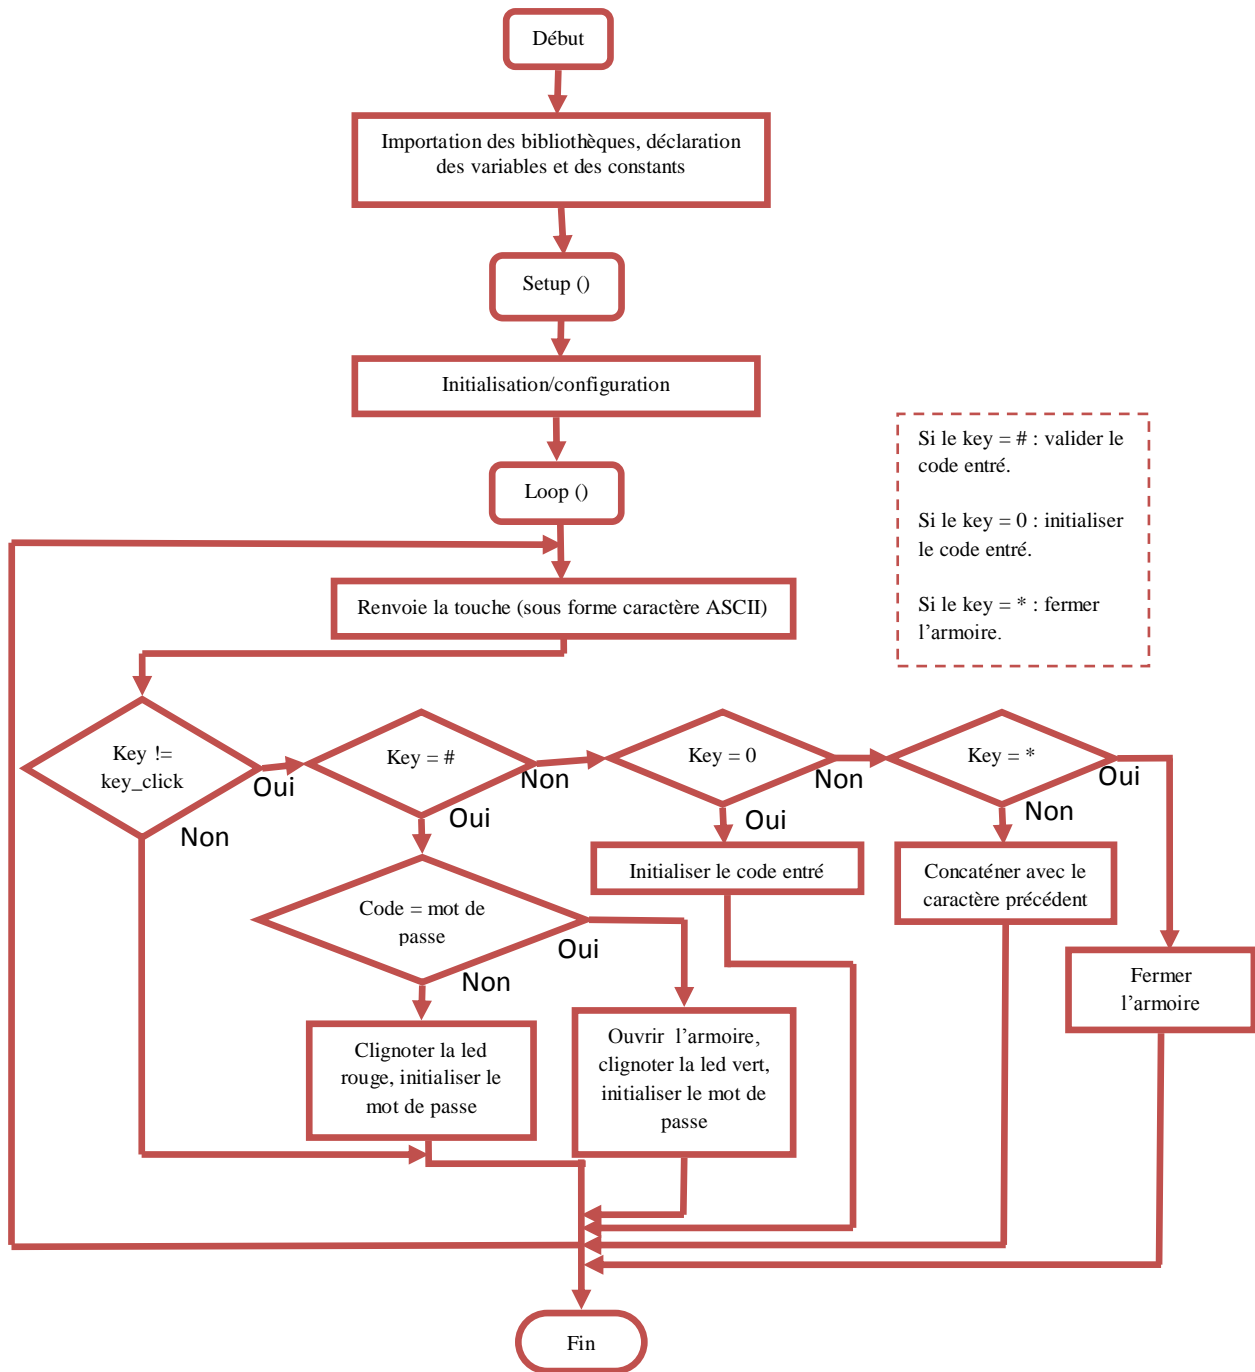 Début
Importation des bibliothèques, déclaration
des variables et des constants
Setup ()
Initialisation/configuration
Loop ()
Si le key = # : valider le
code entré.
Si le key = 0 : initialiser
le code entré.
Si le key = * : fermer
l’armoire.
Renvoie la touche (sous forme caractère ASCII)
Key !=
key_click
Oui
Non
Key = #
Non
Oui
Key = 0
Non
Oui
Key = *
Oui
Non
Code = mot de
passe
Oui
Non
Initialiser le code entré
Concaténer avec le
caractère précédent
Fermer
l’armoire
Clignoter la led
rouge, initialiser le
mot de passe
Ouvrir l’armoire,
clignoter la led vert,
initialiser le mot de
passe
Fin